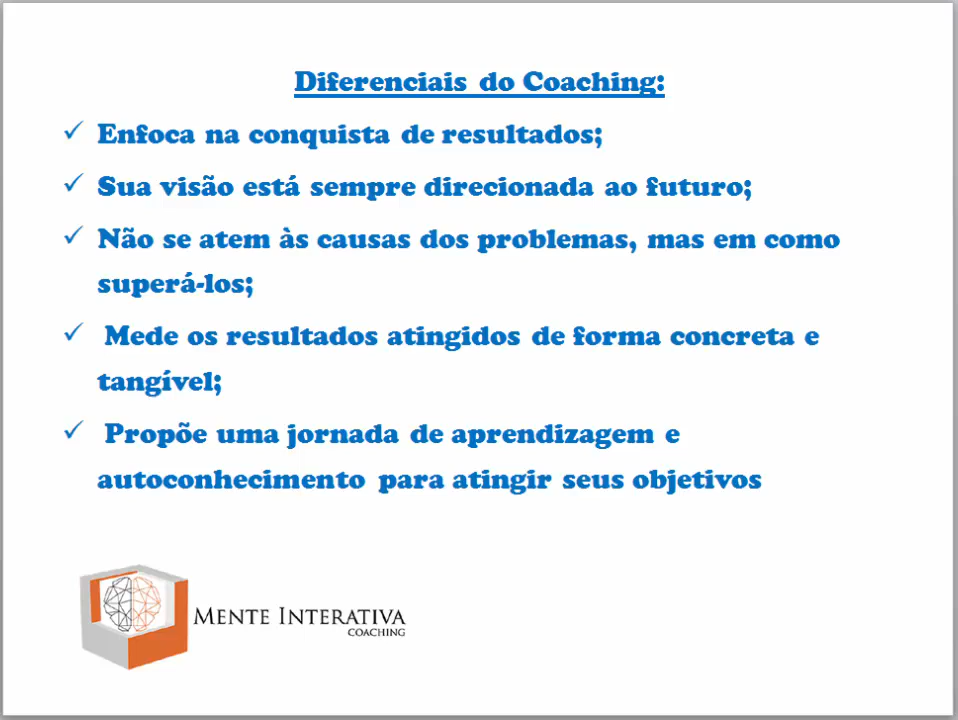 Diferenciais do Coaching:
✓ Enfoca na conquista de resultados;
✓ Sua visão está sempre direcionada ao futuro;
✓ Não se atem às causas dos problemas, mas em como
superá-los;
✓ Mede os resultados atingidos de forma concreta e
tangível;
✓ Propõe uma jornada de aprendizagem e
autoconhecimento para atingir seus objetivos
MENTE INTERATIVA
COACHING